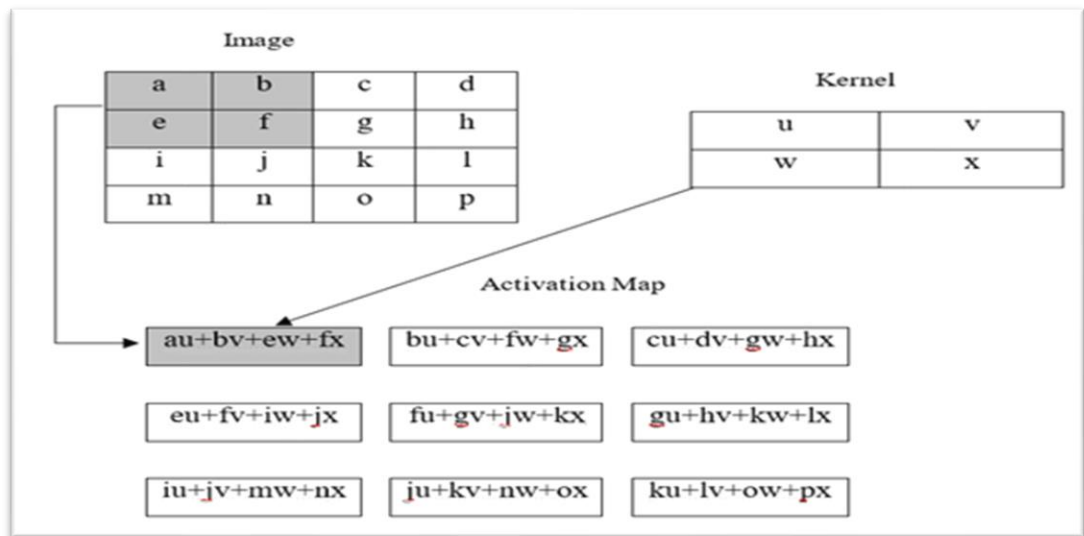 Image
a b c d
e f g h
i j k l
m n o p
Kernel
u v
w x
Activation Map
au+bv+ew+fx bu+cv+fw+gx cu+dv+gw+hx
eu+fv+iw+jx fu+gv+jw+kx gu+hv+kw+lx
iu+jv+mw+nx ju+kv+nw+ox ku+lv+ow+px